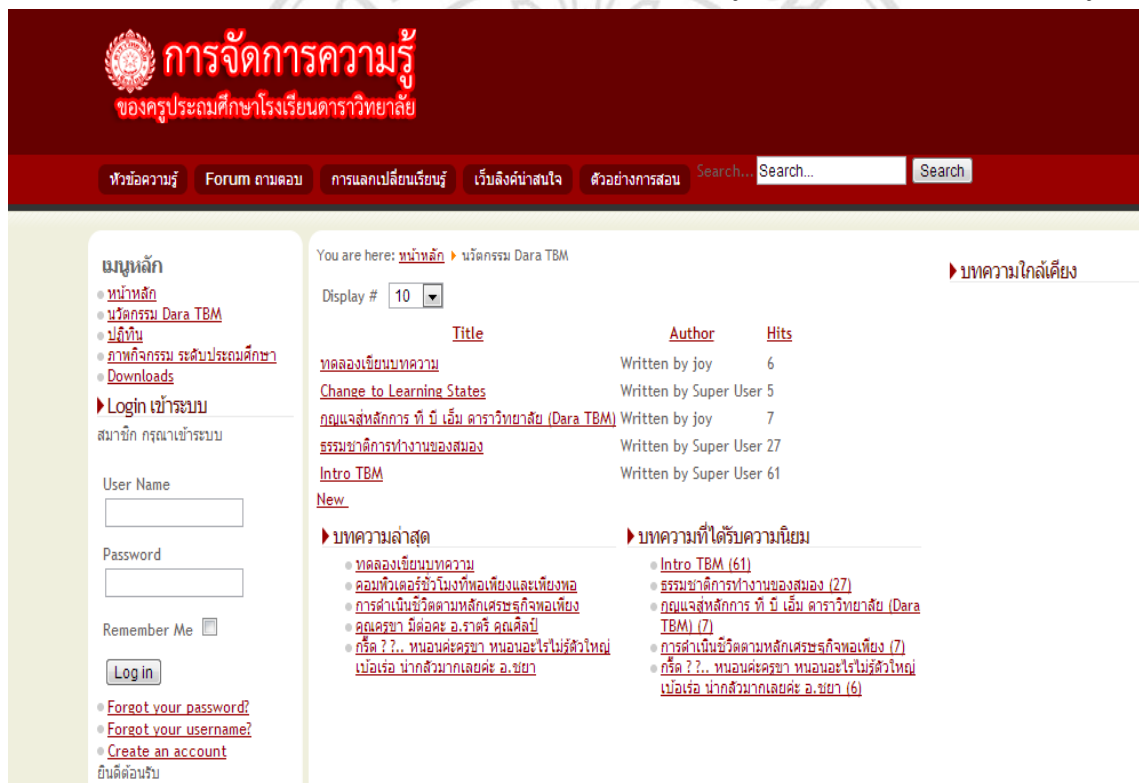 การจัดการความรู้
ของครูประถมศึกษาโรงเรียนดาราวิทยาลัย
หัวข้อความรู้ Forum ถามตอบ การแลกเปลี่ยนเรียนรู้ เว็บลิงค์น่าสนใจ ตัวอย่างการสอน Search... Search... Search
เมนูหลัก
หน้าหลัก
นวัตกรรม Dara TBM
ปฏิทิน
ภาพกิจกรรม ระดับประถมศึกษา
Downloads
Login เข้าระบบ
สมาชิก กรุณาเข้าระบบ
User Name
Password
Remember Me
Log in
Forgot your password?
Forgot your username?
Create an account
ยินดีต้อนรับ
You are here: หน้าหลัก นวัตกรรม Dara TBM
Display # 10
Title Author Hits
ทดลองเขียนบทความ Written by joy 6
Change to Learning States Written by Super User 5
กุญแจสู่หลักการ ที บี เอ็ม ดาราวิทยาลัย (Dara TBM) Written by joy 7
ธรรมชาติการทำงานของสมอง Written by Super User 27
Intro TBM Written by Super User 61
New
บทความล่าสุด
ทดลองเขียนบทความ
คอมพิวเตอร์ชั่วโมงที่พอเพียงและเพียงพอ
การดำเนินชีวิตตามหลักเศรษฐกิจพอเพียง
คุณครูขา มีต่อคะ อ.ราตรี คุณศิลป์
กรี๊ด ? ?.. หนอนค่ะครูขา หนอนอะไรไม่รู้ตัวใหญ่
เบ้อเร่อ น่ากลัวมากเลยค่ะ อ.ชยา
บทความที่ได้รับความนิยม
Intro TBM (61)
ธรรมชาติการทำงานของสมอง (27)
กุญแจสู่หลักการ ที บี เอ็ม ดาราวิทยาลัย (Dara
TBM) (7)
การดำเนินชีวิตตามหลักเศรษฐกิจพอเพียง (7)
กรี๊ด ? ?.. หนอนค่ะครูขา หนอนอะไรไม่รู้ตัวใหญ่
เบ้อเร่อ น่ากลัวมากเลยค่ะ อ.ชยา (6)
บทความใกล้เคียง